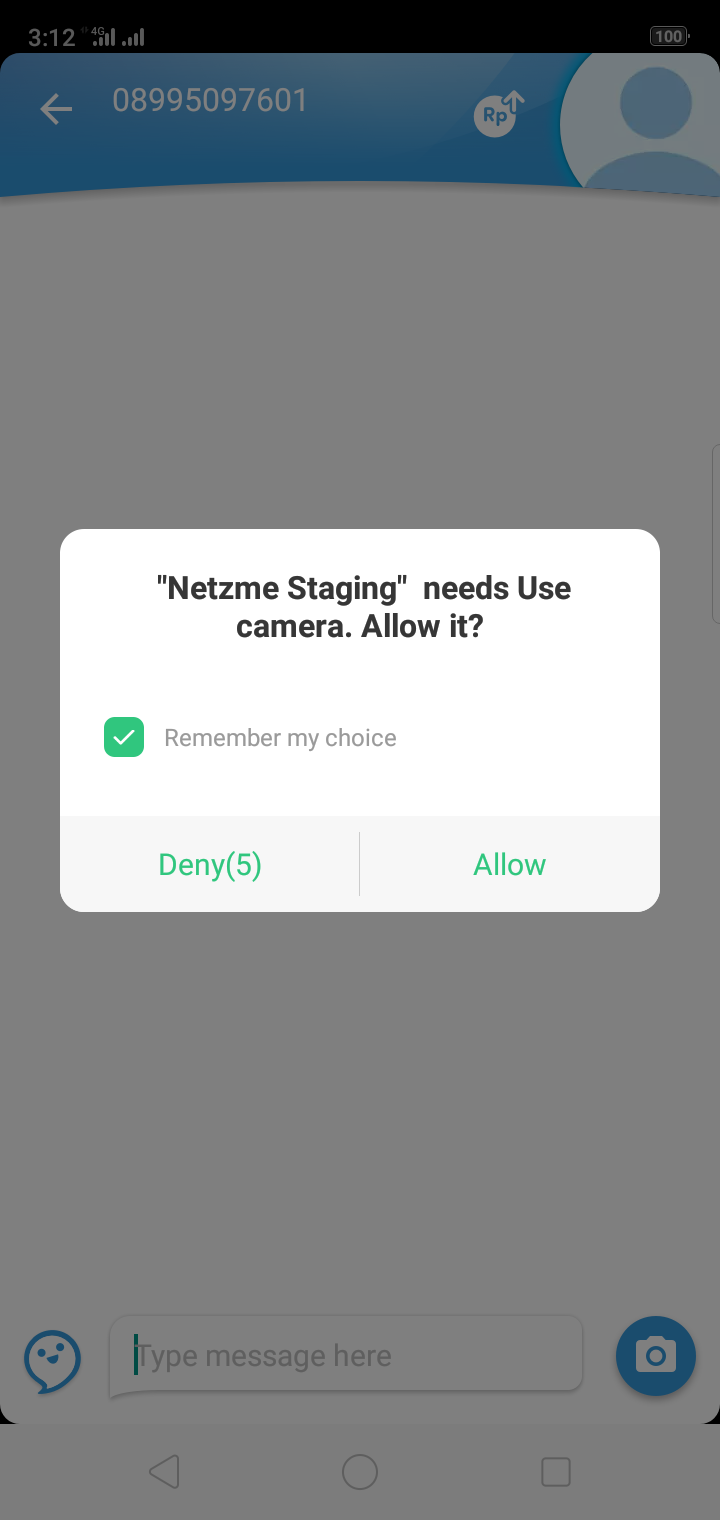 3:12 4G 100
08995097601
Rp
"Netzme Staging"  needs Use
camera. Allow it?
Remember my choice
Deny(5) Allow
Type message here